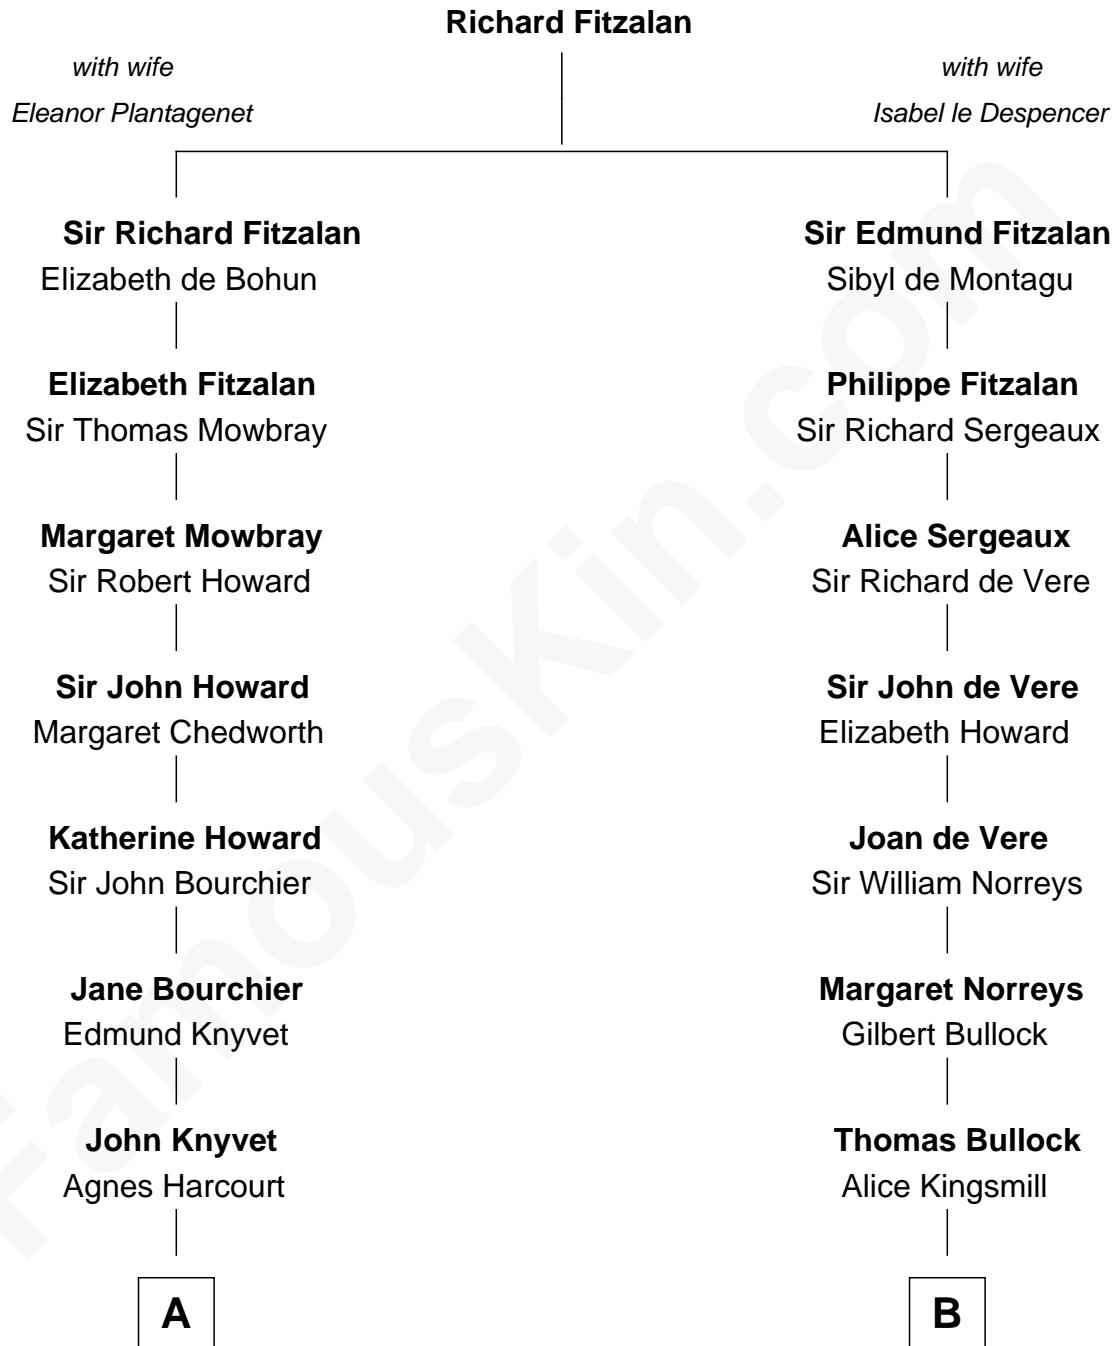 Richard Fitzalan
with wife
Eleanor Plantagenet
with wife
Isabel le Despencer
Sir Richard Fitzalan
Elizabeth de Bohun
Sir Edmund Fitzalan
Sibyl de Montagu
Elizabeth Fitzalan
Sir Thomas Mowbray
Philippe Fitzalan
Sir Richard Sergeaux
Margaret Mowbray
Sir Robert Howard
Alice Sergeaux
Sir Richard de Vere
Sir John Howard
Margaret Chedworth
Sir John de Vere
Elizabeth Howard
Katherine Howard
Sir John Bourchier
Joan de Vere
Sir William Norreys
Jane Bourchier
Edmund Knyvet
Margaret Norreys
Gilbert Bullock
John Knyvet
Agnes Harcourt
Thomas Bullock
Alice Kingsmill
A
B
FamousKin.com